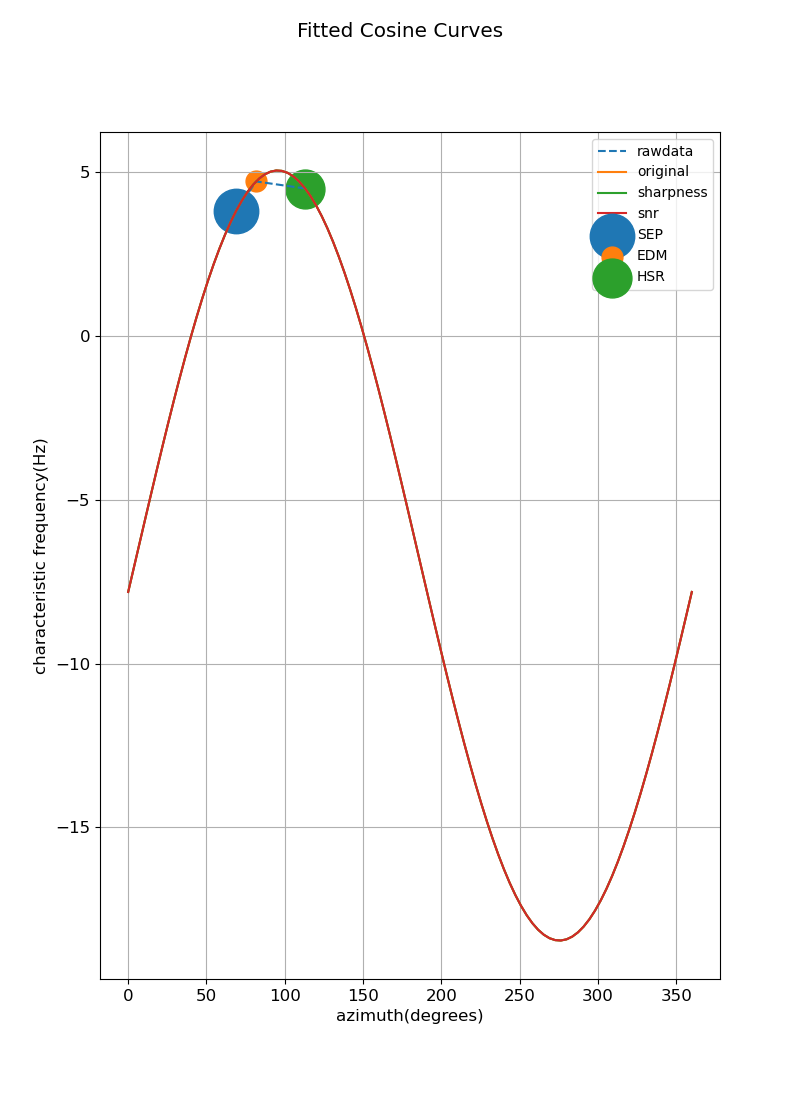 Fitted Cosine Curves
rawdata
original
sharpness
snr
SEP
EDM
HSR
characteristic frequency(Hz)
5
0
−5
−10
−15
0 50 100 150 200 250 300 350
azimuth(degrees)